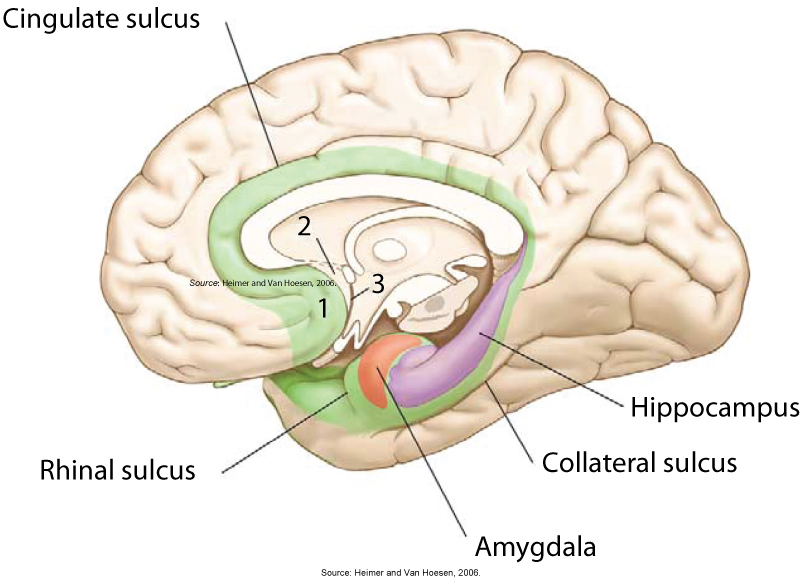 Cingulate sulcus
2
Source: Heimer and Van Hoesen, 2006.
3
1
Hippocampus
Collateral sulcus
Rhinal sulcus
Amygdala
Source: Heimer and Van Hoesen, 2006.